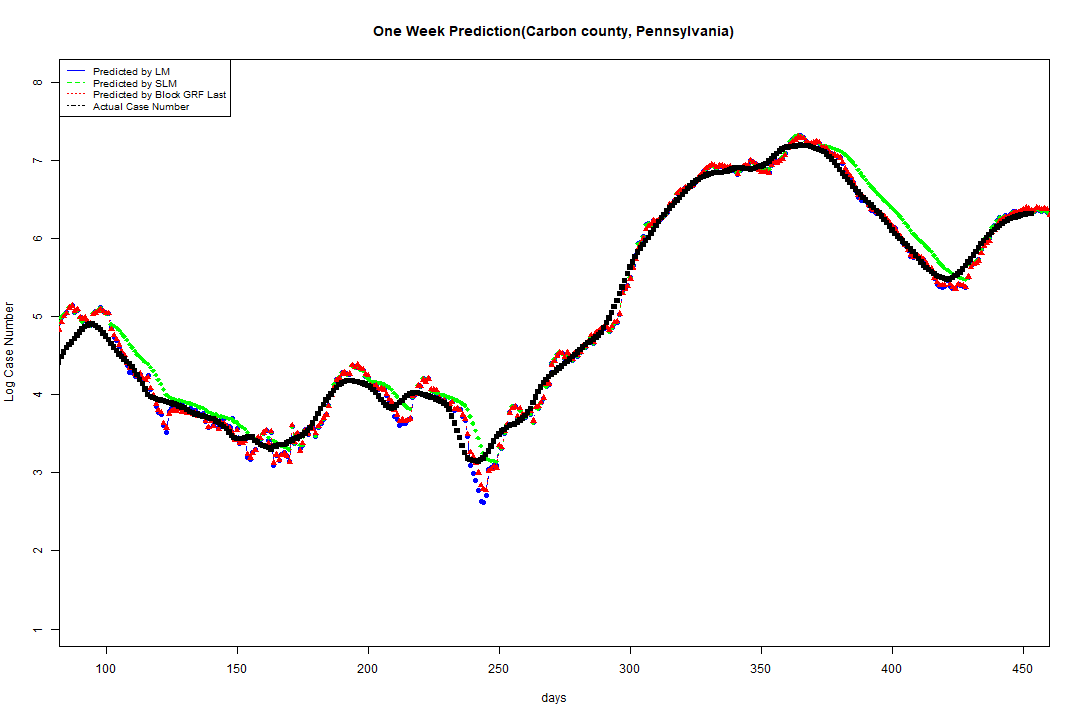 One Week Prediction(Carbon county, Pennsylvania)
Predicted by LM
Predicted by SLM
Predicted by Block GRF Last
Actual Case Number
8
7
6
5
4
3
2
1
Log Case Number
100 150 200 250 300 350 400 450
days